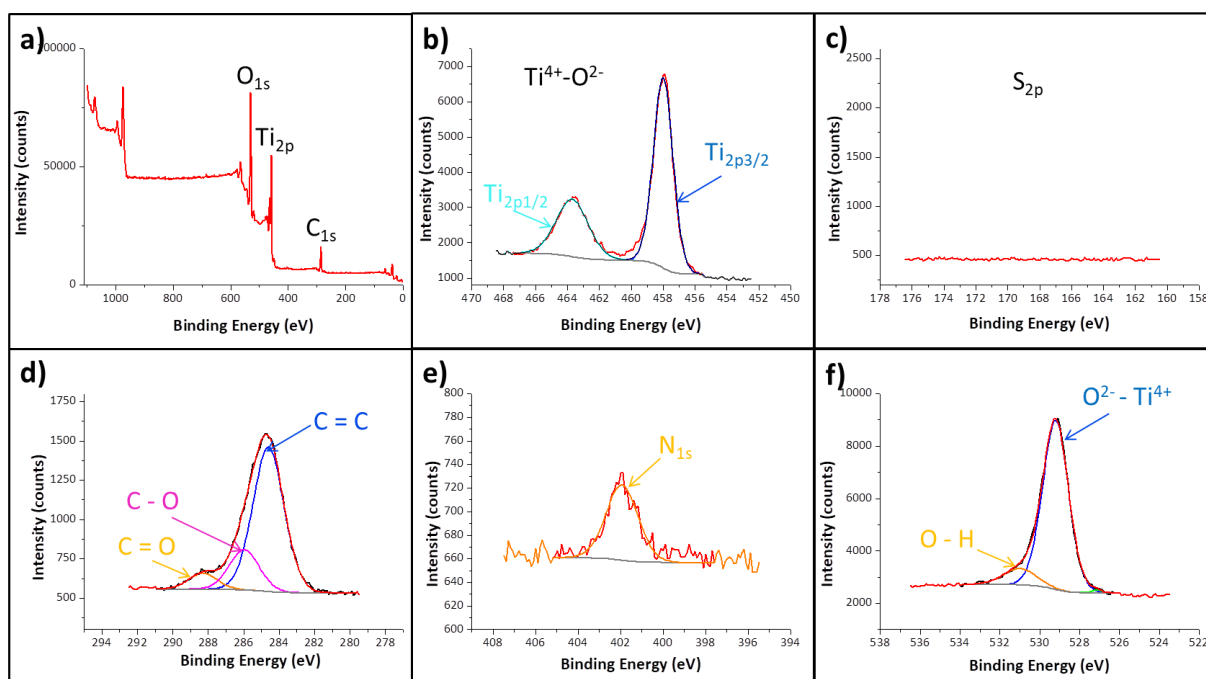 a)
100000
50000
0
1000
800
600
400
200
0
Intensity (counts)
Binding Energy (eV)
O1s
Ti2p
C1s
b)
Ti⁴⁺-O²⁻
7000
6000
5000
4000
3000
2000
1000
470
468
466
464
462
460
458
456
454
452
450
Intensity (counts)
Binding Energy (eV)
Ti2p1/2
Ti2p3/2
c)
S2p
2500
2000
1500
1000
500
178
176
174
172
170
168
166
164
162
160
158
Intensity (counts)
Binding Energy (eV)
d)
1750
1500
1250
1000
750
500
294
292
290
288
286
284
282
280
278
Intensity (counts)
Binding Energy (eV)
C = C
C - O
C = O
e)
800
780
760
740
720
700
680
660
640
620
600
408
406
404
402
400
398
396
394
Intensity (counts)
Binding Energy (eV)
N1s
f)
10000
8000
6000
4000
2000
538
536
534
532
530
528
526
524
522
Intensity (counts)
Binding Energy (eV)
O²⁻ - Ti⁴⁺
O - H